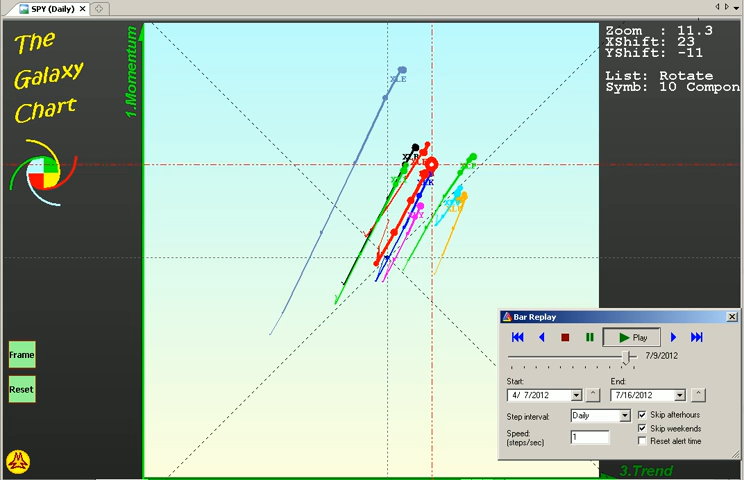 SPY (Daily)
The
Galaxy
Chart
1.Momentum
Zoom : 11.3
XShift: 23
YShift: -11
List: Rotate
Symb: 10 Compon
XLE
Frame
Reset
Bar Replay
Play
7/9/2012
Start:
End:
4/ 7/2012
7/16/2012
Step interval:
Daily
Skip afterhours
Skip weekends
Speed:
(steps/sec)
1
Reset alert time
3.Trend